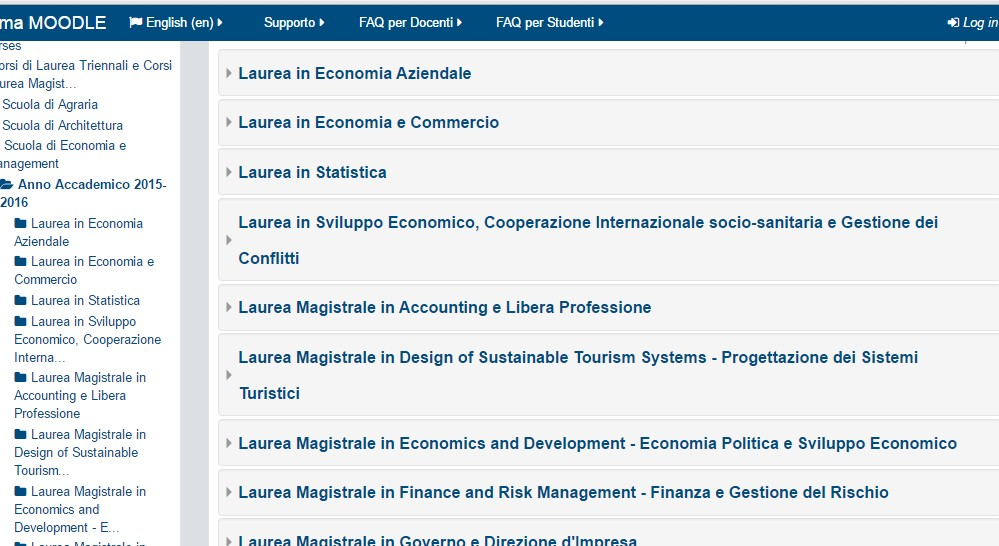 ma MOODLE English (en) Supporto FAQ per Docenti FAQ per Studenti Log in
rses
orsi di Laurea Triennali e Corsi
urea Magist...
Scuola di Agraria
Scuola di Architettura
Scuola di Economia e
anagement
Anno Accademico 2015-
2016
Laurea in Economia
Aziendale
Laurea in Economia e
Commercio
Laurea in Statistica
Laurea in Sviluppo
Economico, Cooperazione
Interna...
Laurea Magistrale in
Accounting e Libera
Professione
Laurea Magistrale in
Design of Sustainable
Tourism...
Laurea Magistrale in
Economics and
Development - E...
Laurea Magistrale in
Laurea in Economia Aziendale
Laurea in Economia e Commercio
Laurea in Statistica
Laurea in Sviluppo Economico, Cooperazione Internazionale socio-sanitaria e Gestione dei
Conflitti
Laurea Magistrale in Accounting e Libera Professione
Laurea Magistrale in Design of Sustainable Tourism Systems - Progettazione dei Sistemi
Turistici
Laurea Magistrale in Economics and Development - Economia Politica e Sviluppo Economico
Laurea Magistrale in Finance and Risk Management - Finanza e Gestione del Rischio
Laurea Magistrale in Governo e Direzione d'Impresa